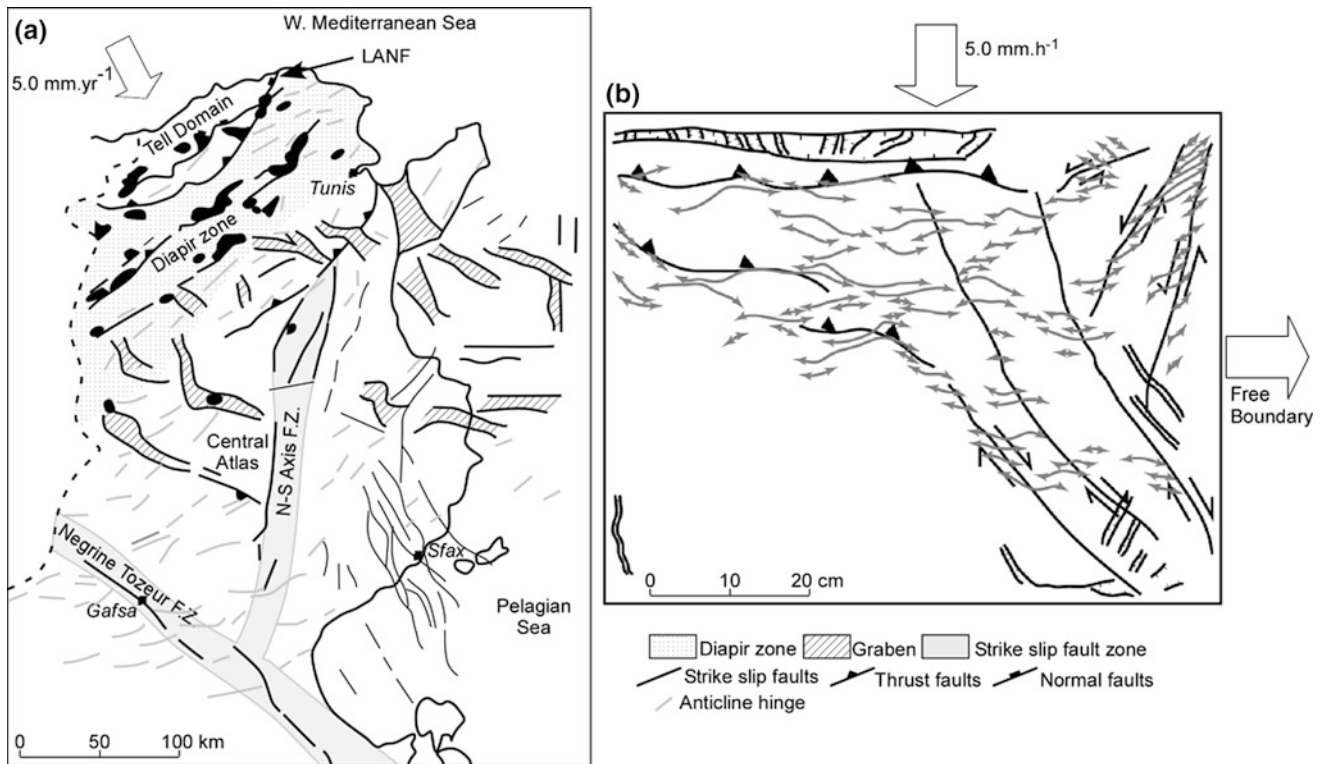 (a)
W. Mediterranean Sea
LANF
5.0 mm.yr⁻¹
Tell Domain
Tunis
Diapir zone
Central
Atlas
N-S Axis F.Z.
Negrine Tozeur F.Z.
Gafsa
Sfax
Pelagian
Sea
0 50 100 km
(b)
5.0 mm.h⁻¹
Free
Boundary
0 10 20 cm
Diapir zone Graben Strike slip fault zone
Strike slip faults Thrust faults Normal faults
Anticline hinge